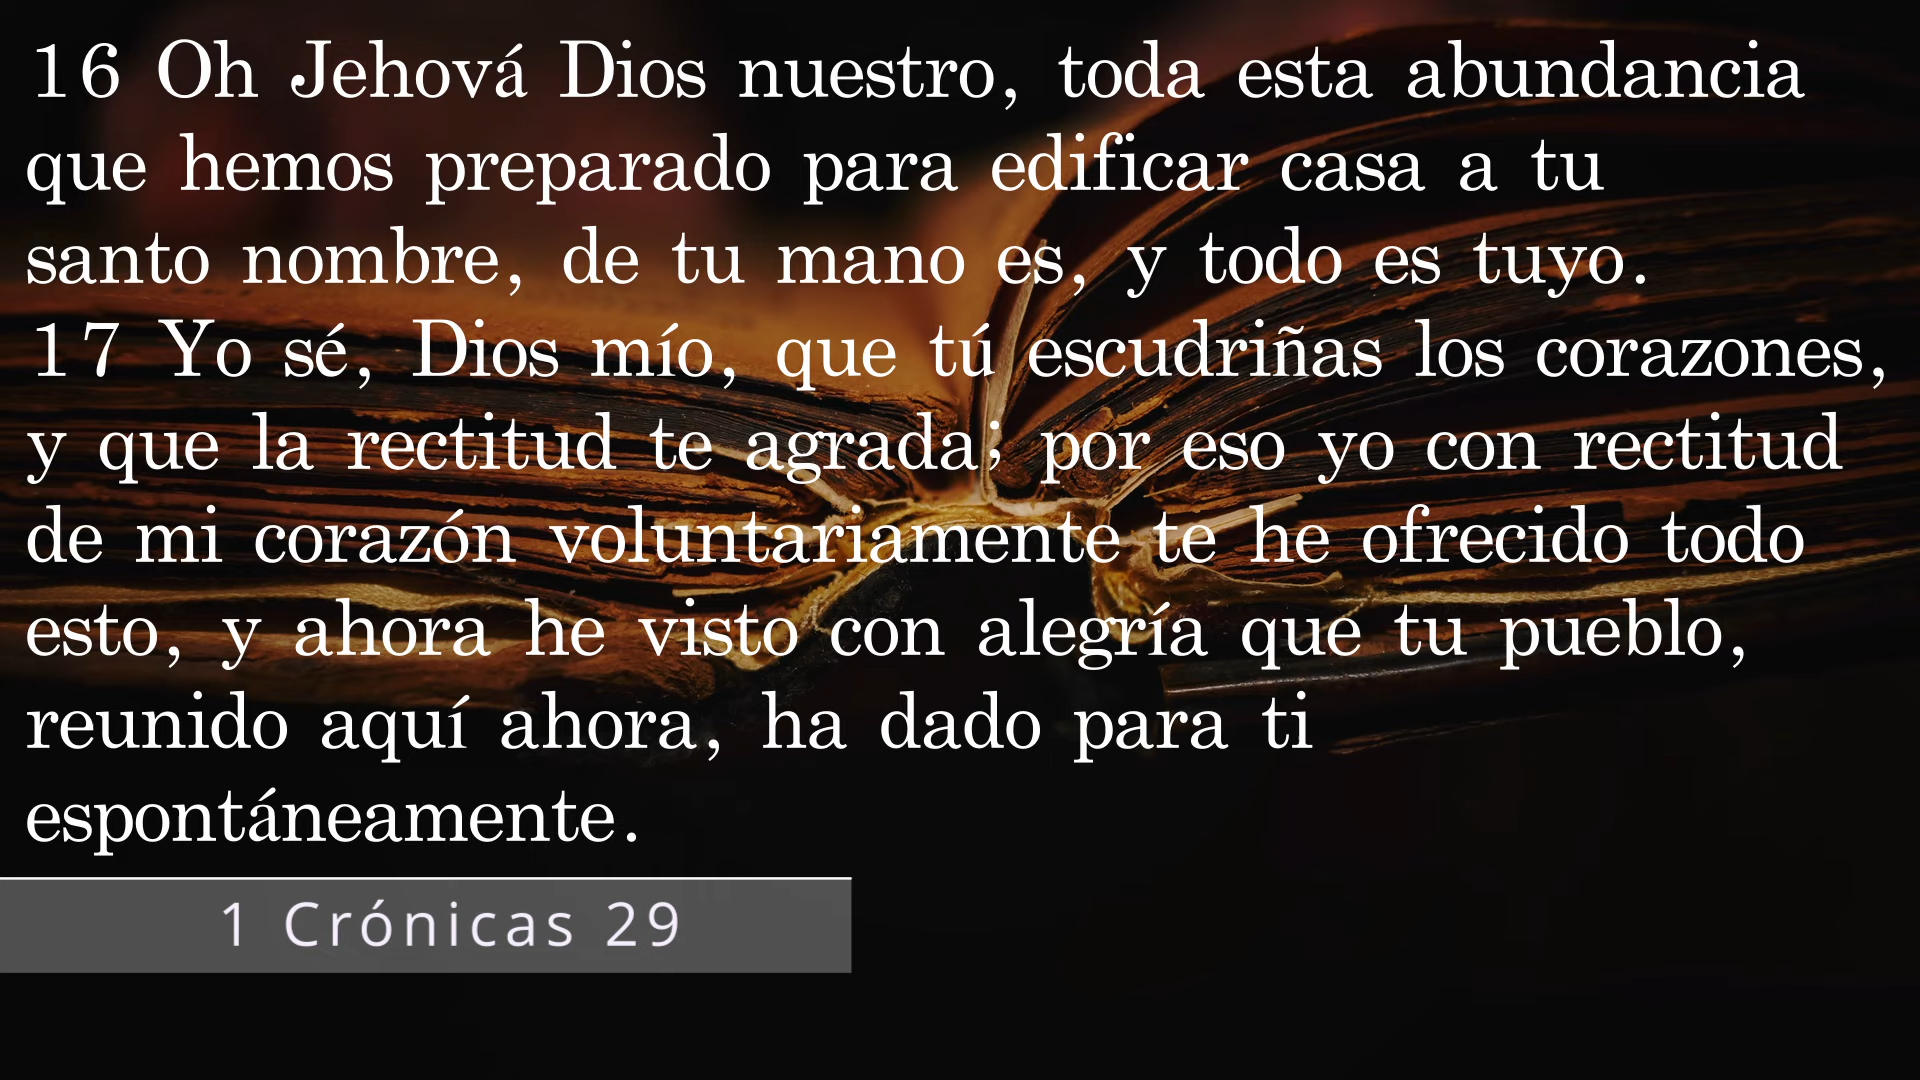 16 Oh Jehová Dios nuestro, toda esta abundancia
que hemos preparado para edificar casa a tu
santo nombre, de tu mano es, y todo es tuyo.
17 Yo sé, Dios mío, que tú escudriñas los corazones,
y que la rectitud te agrada; por eso yo con rectitud
de mi corazón voluntariamente te he ofrecido todo
esto, y ahora he visto con alegría que tu pueblo,
reunido aquí ahora, ha dado para ti
espontáneamente.
1 Crónicas 29